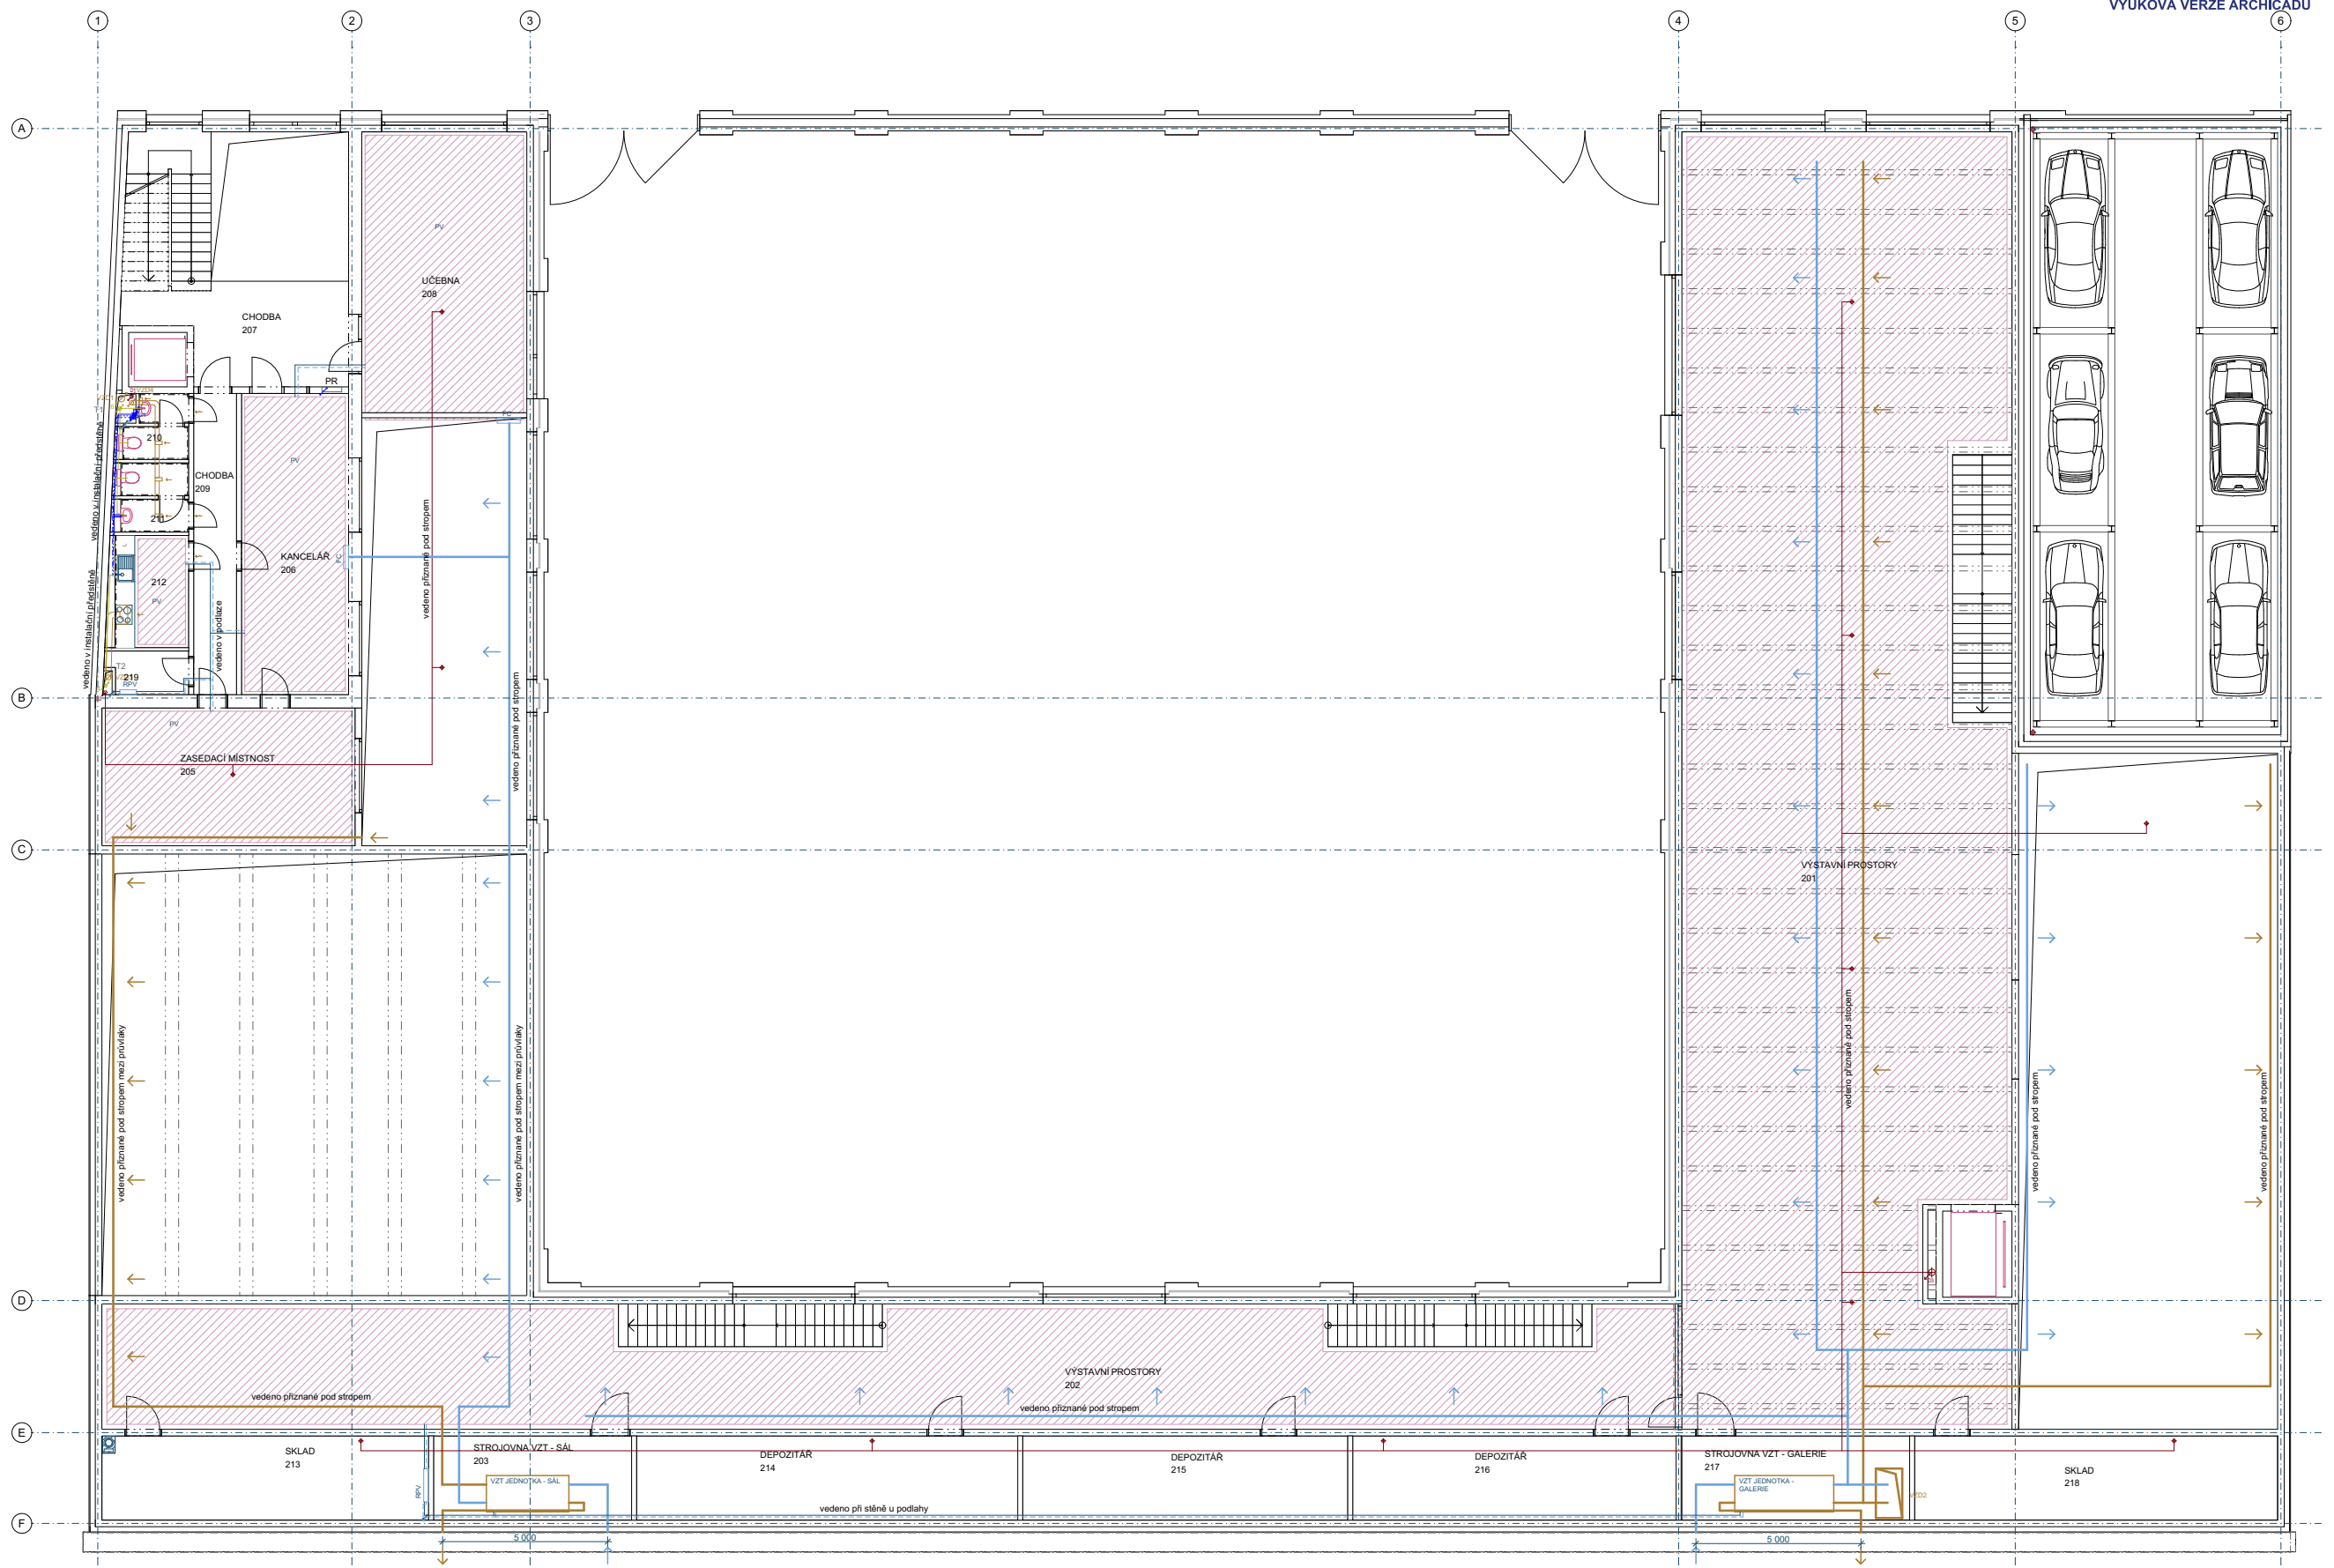 VÝUKOVÁ VERZE ARCHICADU
1
2
3
4
5
6
A
B
C
D
E
F
PV
UČEBNA
208
CHODBA
207
PR
FC
VZD4
T1
210
CHODBA
209
PV
211
KANCELÁŘ
206
FC
212
PV
T2
219
RPV
vedeno v instalační předstěně
vedeno v instalační předstěně
vedeno v podlaze
vedeno přiznané pod stropem
vedeno přiznané pod stropem
PV
ZASEDACÍ MÍSTNOST
205
VÝSTAVNÍ PROSTORY
201
vedeno přiznané pod stropem mezi průvlaky
vedeno přiznané pod stropem mezi průvlaky
vedeno přiznané pod stropem
vedeno přiznané pod stropem
vedeno přiznané pod stropem
VÝSTAVNÍ PROSTORY
202
vedeno přiznané pod stropem
vedeno přiznané pod stropem
SKLAD
213
RPV
STROJOVNA VZT - SÁL
203
VZT JEDNOTKA - SÁL
DEPOZITÁŘ
214
vedeno při stěně u podlahy
DEPOZITÁŘ
215
DEPOZITÁŘ
216
STROJOVNA VZT - GALERIE
217
VZT JEDNOTKA -
GALERIE
VZD2
SKLAD
218
5 000
5 000